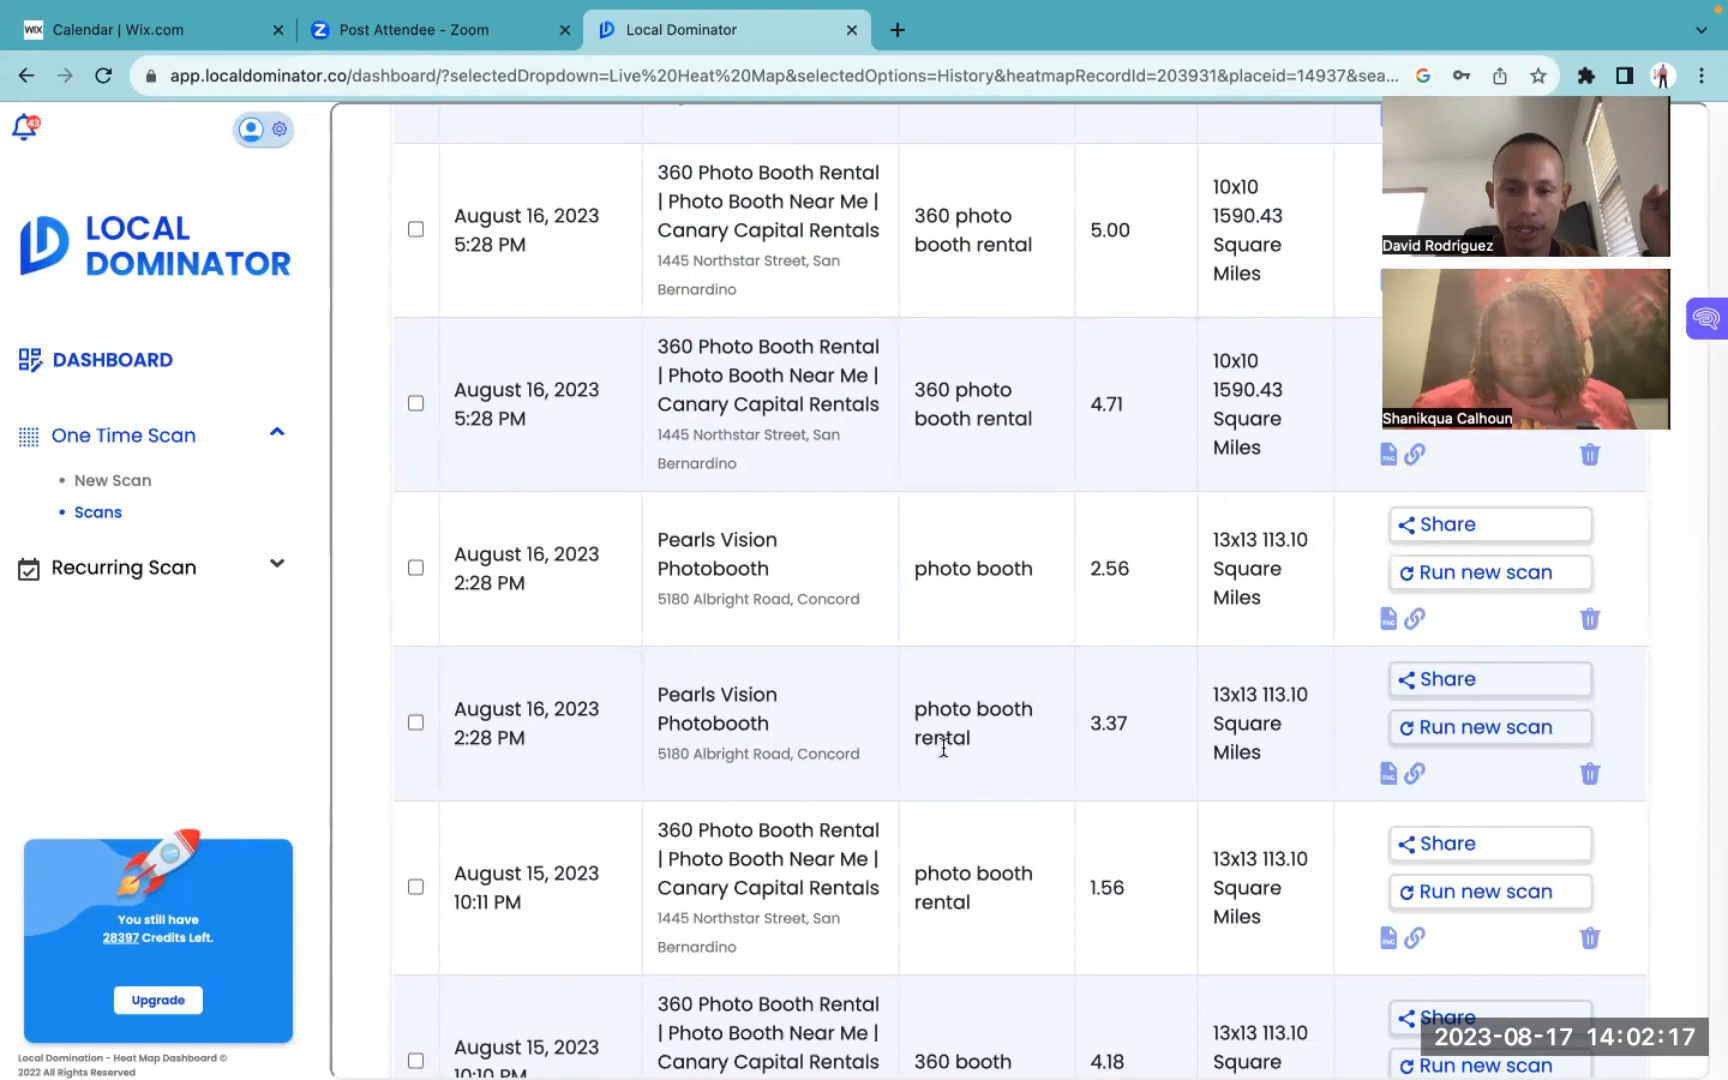 WIX Calendar | Wix.com
Post Attendee - Zoom
Local Dominator
app.localdominator.co/dashboard/?selectedDropdown=Live%20Heat%20Map&selectedOptions=History&heatmapRecordId=203931&placeid=14937&sea...
43
LOCAL
DOMINATOR
DASHBOARD
One Time Scan
• New Scan
• Scans
Recurring Scan
You still have
28397 Credits Left.
Upgrade
Local Domination - Heat Map Dashboard ©
2022 All Rights Reserved
August 16, 2023
5:28 PM
360 Photo Booth Rental
| Photo Booth Near Me |
Canary Capital Rentals
1445 Northstar Street, San
Bernardino
360 photo
booth rental
5.00
10x10
1590.43
Square
Miles
August 16, 2023
5:28 PM
360 Photo Booth Rental
| Photo Booth Near Me |
Canary Capital Rentals
1445 Northstar Street, San
Bernardino
360 photo
booth rental
4.71
10x10
1590.43
Square
Miles
PNG
August 16, 2023
2:28 PM
Pearls Vision
Photobooth
5180 Albright Road, Concord
photo booth
2.56
13x13 113.10
Square
Miles
Share
Run new scan
PNG
August 16, 2023
2:28 PM
Pearls Vision
Photobooth
5180 Albright Road, Concord
photo booth
rental
3.37
13x13 113.10
Square
Miles
Share
Run new scan
PNG
August 15, 2023
10:11 PM
360 Photo Booth Rental
| Photo Booth Near Me |
Canary Capital Rentals
1445 Northstar Street, San
Bernardino
photo booth
rental
1.56
13x13 113.10
Square
Miles
Share
Run new scan
PNG
August 15, 2023
10:10 PM
360 Photo Booth Rental
| Photo Booth Near Me |
Canary Capital Rentals
360 booth
4.18
13x13 113.10
Square
Share
Run new scan
David Rodriguez
Shanikqua Calhoun
2023-08-17 14:02:17